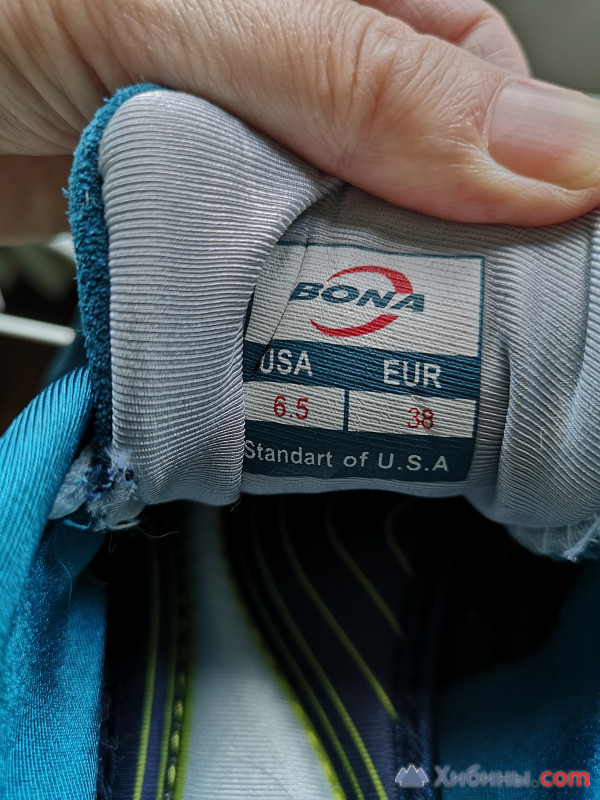 BONA
USA EUR
6.5 38
Standart of U.S.A
Хибины.com